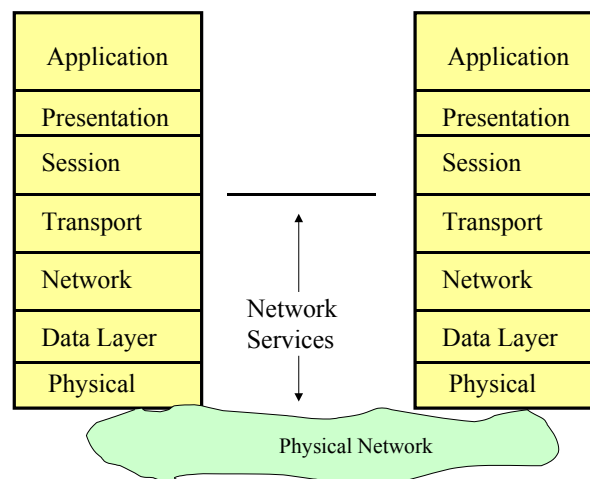 Application
Presentation
Session
Transport
Network
Data Layer
Physical
Network
Services
Application
Presentation
Session
Transport
Network
Data Layer
Physical
Physical Network